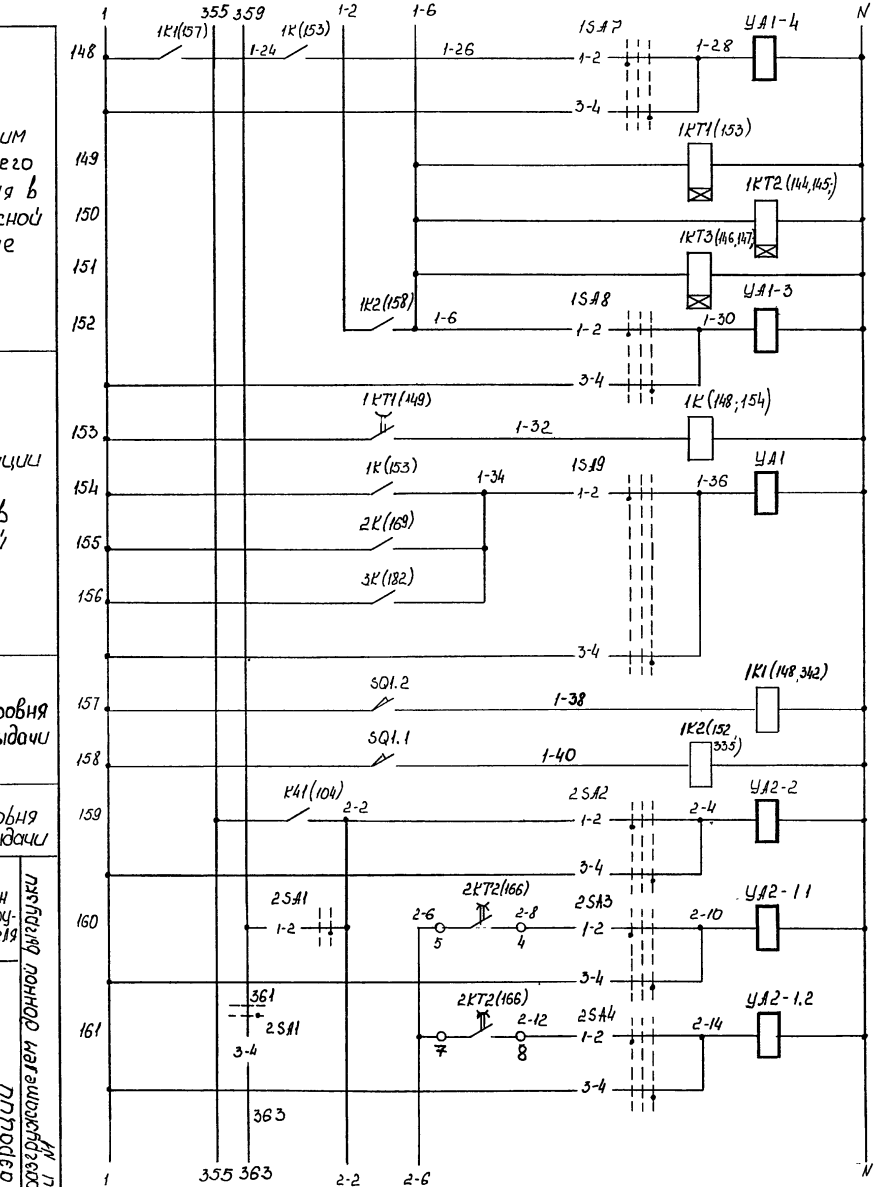 1 355 359 1-2 1-6 N
148 1К1(157) 1-24 1К(153) 1-26 1SA7 1-2 1-28 УА1-4
3-4
149 1КТ1(153)
150 1КТ2(144,145;)
151 1КТ3(146,147;
152 1К2(158) 1-6 1SA8 1-2 1-30 УА1-3
3-4
153 1КТ1(149) 1-32 1К(148;154)
154 1К(153) 1-34 1SA9 1-2 1-36 УА1
155 2К(169)
156 3К(182)
3-4
157 SQ1.2 1-38 1К1(148,342)
158 SQ1.1 1-40 1К2(152,
335)
159 К41(104) 2-2 2SA2 1-2 2-4 УА2-2
3-4
160 2SA1 1-2 2-6 5 2КТ2(166) 2-8 4 2SA3 1-2 2-10 УА2-1.1
3-4
161 361 2SA1 3-4 7 2КТ2(166) 2-12 8 2SA4 1-2 2-14 УА2-1.2
3-4
363
1 355 363 2-2 2-6 N
разгружателем данной выгрузки